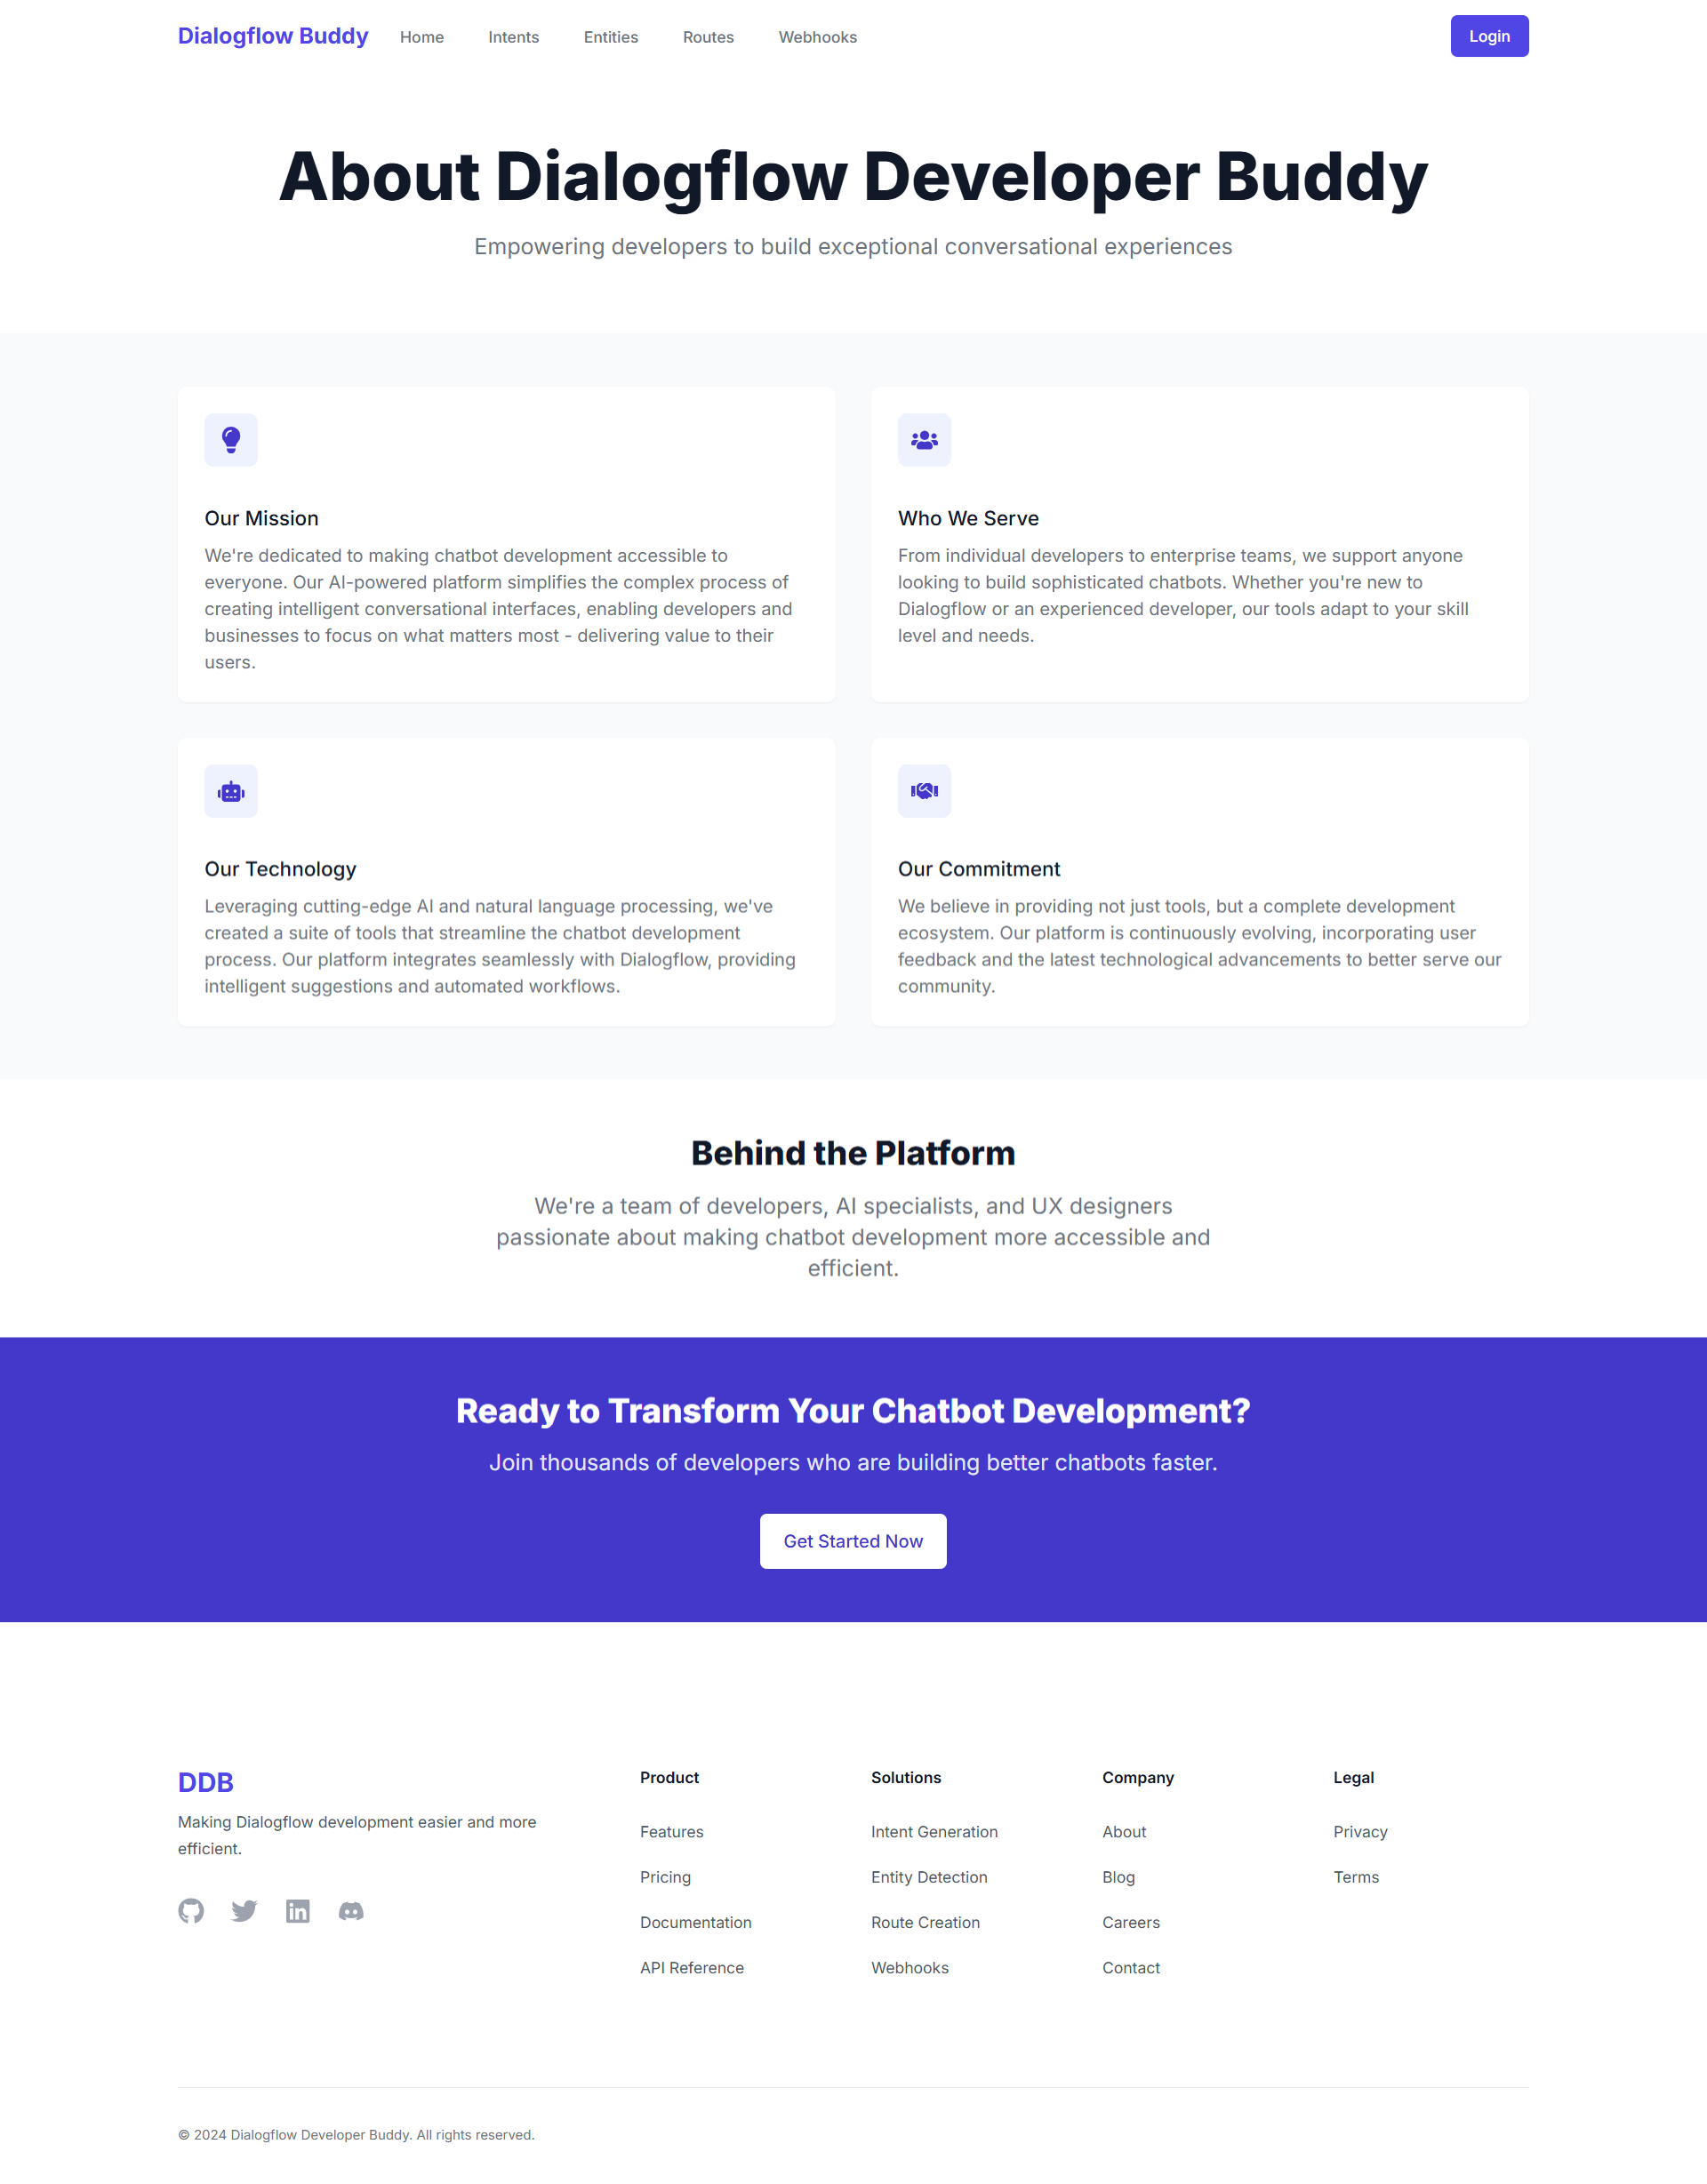 Dialogflow Buddy
Home
Intents
Entities
Routes
Webhooks
Login
About Dialogflow Developer Buddy
Empowering developers to build exceptional conversational experiences
Our Mission
We're dedicated to making chatbot development accessible to
everyone. Our AI-powered platform simplifies the complex process of
creating intelligent conversational interfaces, enabling developers and
businesses to focus on what matters most - delivering value to their
users.
Who We Serve
From individual developers to enterprise teams, we support anyone
looking to build sophisticated chatbots. Whether you're new to
Dialogflow or an experienced developer, our tools adapt to your skill
level and needs.
Our Technology
Leveraging cutting-edge AI and natural language processing, we've
created a suite of tools that streamline the chatbot development
process. Our platform integrates seamlessly with Dialogflow, providing
intelligent suggestions and automated workflows.
Our Commitment
We believe in providing not just tools, but a complete development
ecosystem. Our platform is continuously evolving, incorporating user
feedback and the latest technological advancements to better serve our
community.
Behind the Platform
We're a team of developers, AI specialists, and UX designers
passionate about making chatbot development more accessible and
efficient.
Ready to Transform Your Chatbot Development?
Join thousands of developers who are building better chatbots faster.
Get Started Now
DDB
Making Dialogflow development easier and more
efficient.
Product
Features
Pricing
Documentation
API Reference
Solutions
Intent Generation
Entity Detection
Route Creation
Webhooks
Company
About
Blog
Careers
Contact
Legal
Privacy
Terms
© 2024 Dialogflow Developer Buddy. All rights reserved.